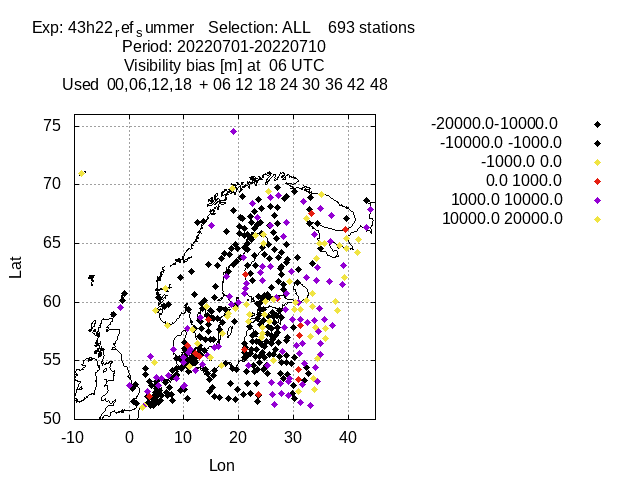 Exp: 43h22refsummer Selection: ALL 693 stations
Period: 20220701-20220710
Visibility bias [m] at 06 UTC
Used 00,06,12,18 + 06 12 18 24 30 36 42 48
-20000.0-10000.0
-10000.0 -1000.0
-1000.0 0.0
0.0 1000.0
1000.0 10000.0
10000.0 20000.0
75
70
65
60
55
50
Lat
-10 0 10 20 30 40
Lon